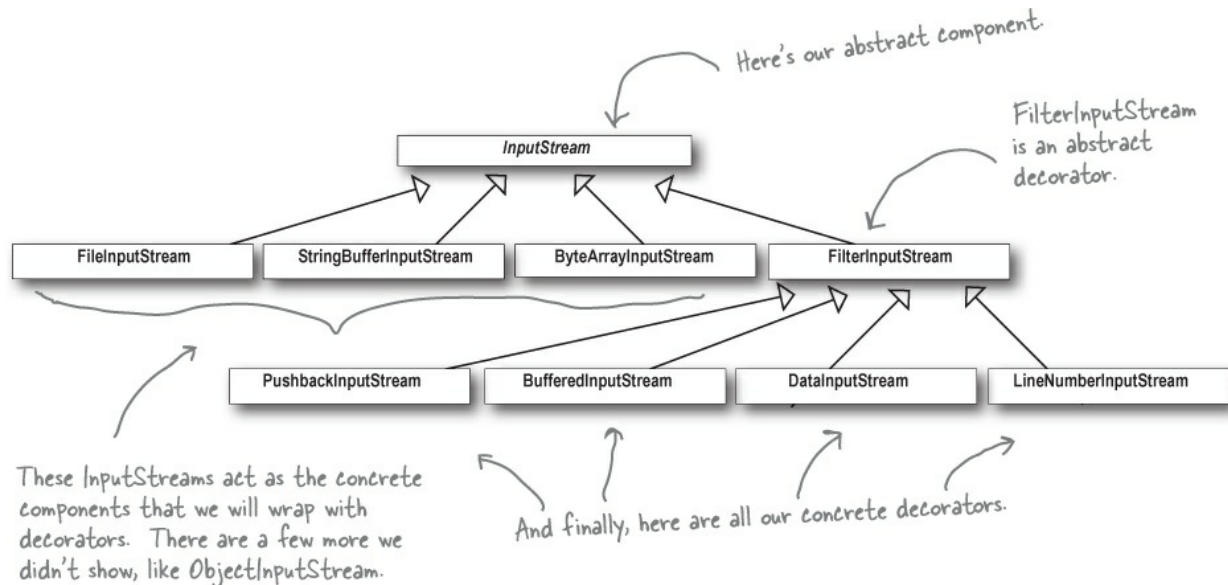 Here's our abstract component.
InputStream
FilterInputStream
is an abstract
decorator.
FileInputStream
StringBufferInputStream
ByteArrayInputStream
FilterInputStream
PushbackInputStream
BufferedInputStream
DataInputStream
LineNumberInputStream
These InputStreams act as the concrete
components that we will wrap with
decorators. There are a few more we
didn't show, like ObjectInputStream.
And finally, here are all our concrete decorators.